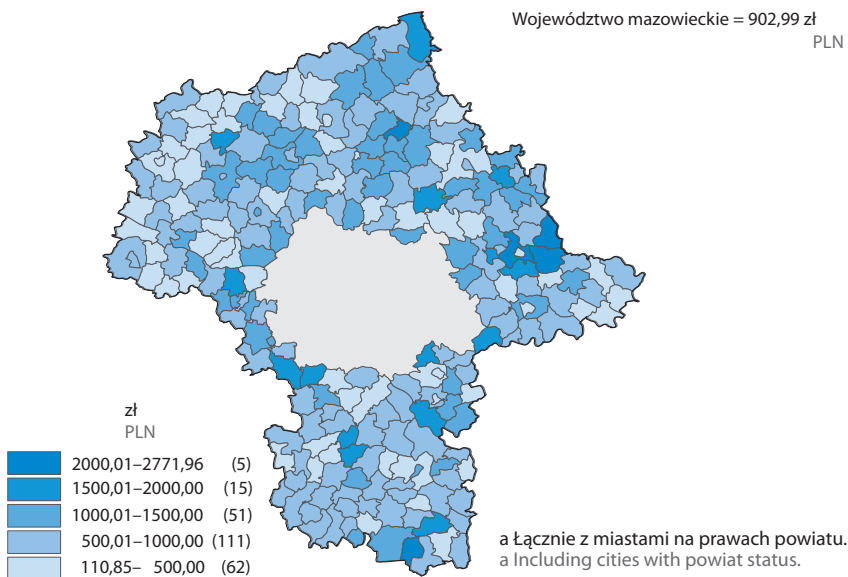 Województwo mazowieckie = 902,99 zł
PLN
zł
PLN
2000,01–2771,96 (5)
1500,01–2000,00 (15)
1000,01–1500,00 (51)
500,01–1000,00 (111)
110,85– 500,00 (62)
a Łącznie z miastami na prawach powiatu.
a Including cities with powiat status.